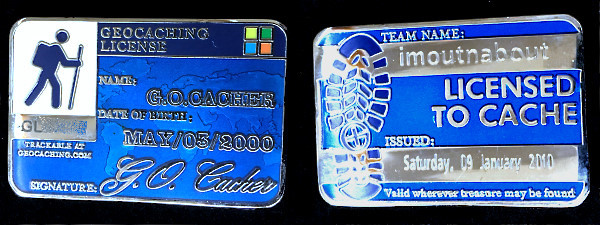 GEOCACHING
LICENSE
NAME:
G.O.CACHER
DATE OF BIRTH:
MAY/03/2000
TRACKABLE AT
GEOCACHING.COM
SIGNATURE: G. O. Cacher
TEAM NAME:
imoutnabout
LICENSED
TO CACHE
ISSUED:
Saturday, 09 January 2010
Valid wherever treasure may be found.